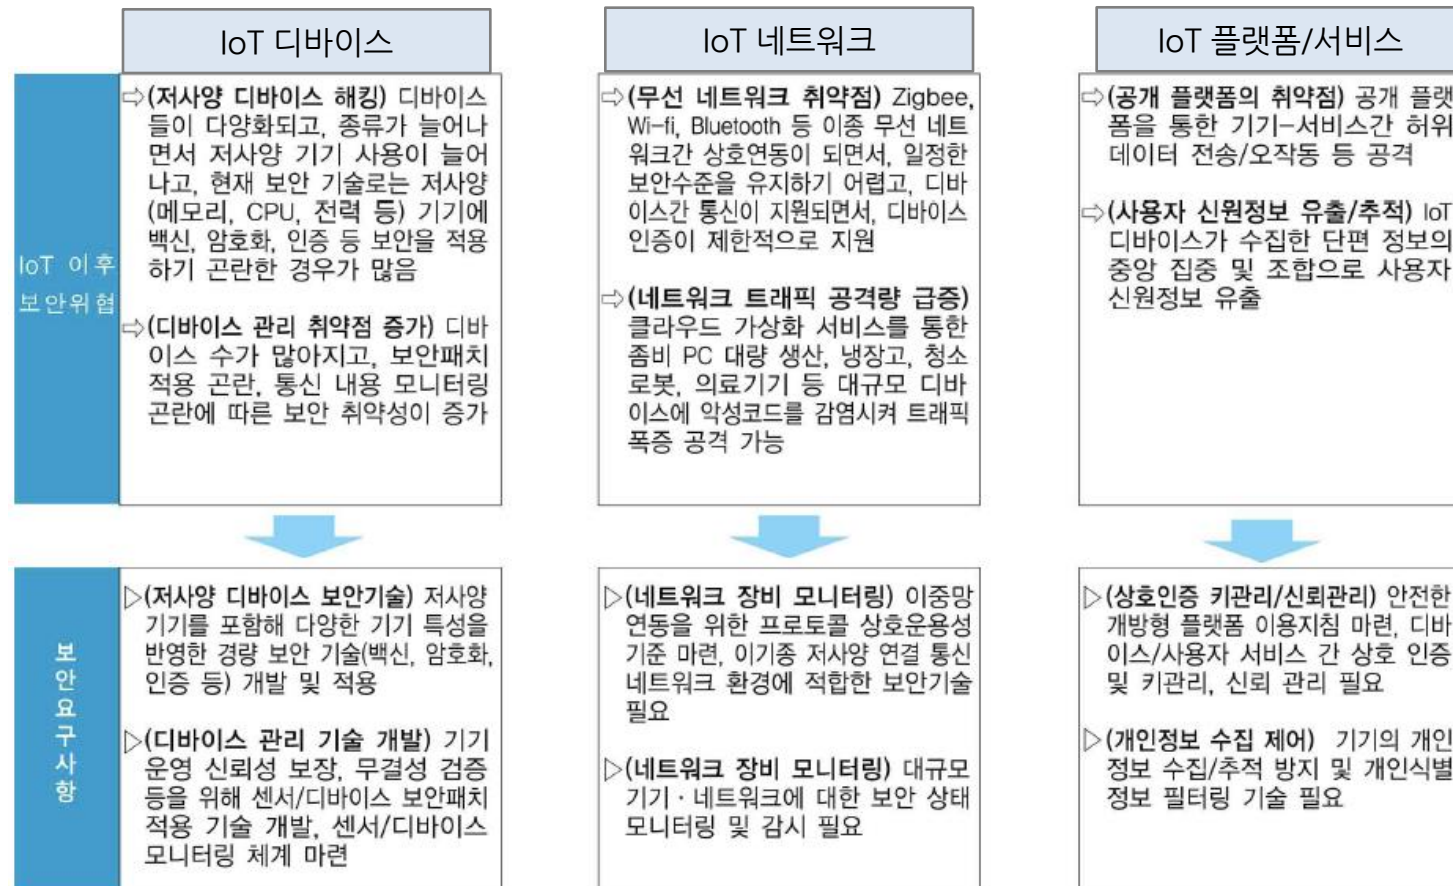 IoT 디바이스
IoT 네트워크
IoT 플랫폼/서비스
IoT 이후
보안위협
⇨(저사양 디바이스 해킹) 디바이스
들이 다양화되고, 종류가 늘어나
면서 저사양 기기 사용이 늘어
나고, 현재 보안 기술로는 저사양
(메모리, CPU, 전력 등) 기기에
백신, 암호화, 인증 등 보안을 적용
하기 곤란한 경우가 많음
⇨(디바이스 관리 취약점 증가) 디바
이스 수가 많아지고, 보안패치
적용 곤란, 통신 내용 모니터링
곤란에 따른 보안 취약성이 증가
⇨(무선 네트워크 취약점) Zigbee,
Wi-fi, Bluetooth 등 이종 무선 네트
워크간 상호연동이 되면서, 일정한
보안수준을 유지하기 어렵고, 디바
이스간 통신이 지원되면서, 디바이스
인증이 제한적으로 지원
⇨(네트워크 트래픽 공격량 급증)
클라우드 가상화 서비스를 통한
좀비 PC 대량 생산, 냉장고, 청소
로봇, 의료기기 등 대규모 디바
이스에 악성코드를 감염시켜 트래픽
폭증 공격 가능
⇨(공개 플랫폼의 취약점) 공개 플랫
폼을 통한 기기-서비스간 허위
데이터 전송/오작동 등 공격
⇨(사용자 신원정보 유출/추적) IoT
디바이스가 수집한 단편 정보의
중앙 집중 및 조합으로 사용자
신원정보 유출
보
안
요
구
사
항
▷(저사양 디바이스 보안기술) 저사양
기기를 포함해 다양한 기기 특성을
반영한 경량 보안 기술(백신, 암호화,
인증 등) 개발 및 적용
▷(디바이스 관리 기술 개발) 기기
운영 신뢰성 보장, 무결성 검증
등을 위해 센서/디바이스 보안패치
적용 기술 개발, 센서/디바이스
모니터링 체계 마련
▷(네트워크 장비 모니터링) 이중망
연동을 위한 프로토콜 상호운용성
기준 마련, 이기종 저사양 연결 통신
네트워크 환경에 적합한 보안기술
필요
▷(네트워크 장비 모니터링) 대규모
기기·네트워크에 대한 보안 상태
모니터링 및 감시 필요
▷(상호인증 키관리/신뢰관리) 안전한
개방형 플랫폼 이용지침 마련, 디바
이스/사용자 서비스 간 상호 인증
및 키관리, 신뢰 관리 필요
▷(개인정보 수집 제어) 기기의 개인
정보 수집/추적 방지 및 개인식별
정보 필터링 기술 필요